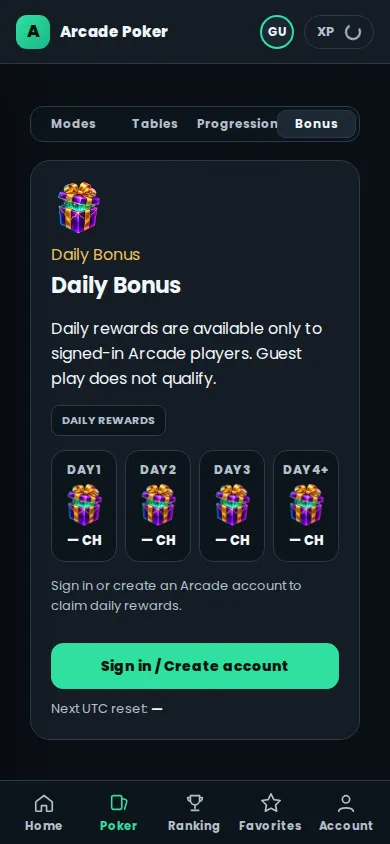 A Arcade Poker GU XP
Modes Tables Progression Bonus
Daily Bonus
Daily Bonus
Daily rewards are available only to
signed-in Arcade players. Guest
play does not qualify.
DAILY REWARDS
DAY1 DAY2 DAY3 DAY4+
— CH — CH — CH — CH
Sign in or create an Arcade account to
claim daily rewards.
Sign in / Create account
Next UTC reset: —
Home Poker Ranking Favorites Account